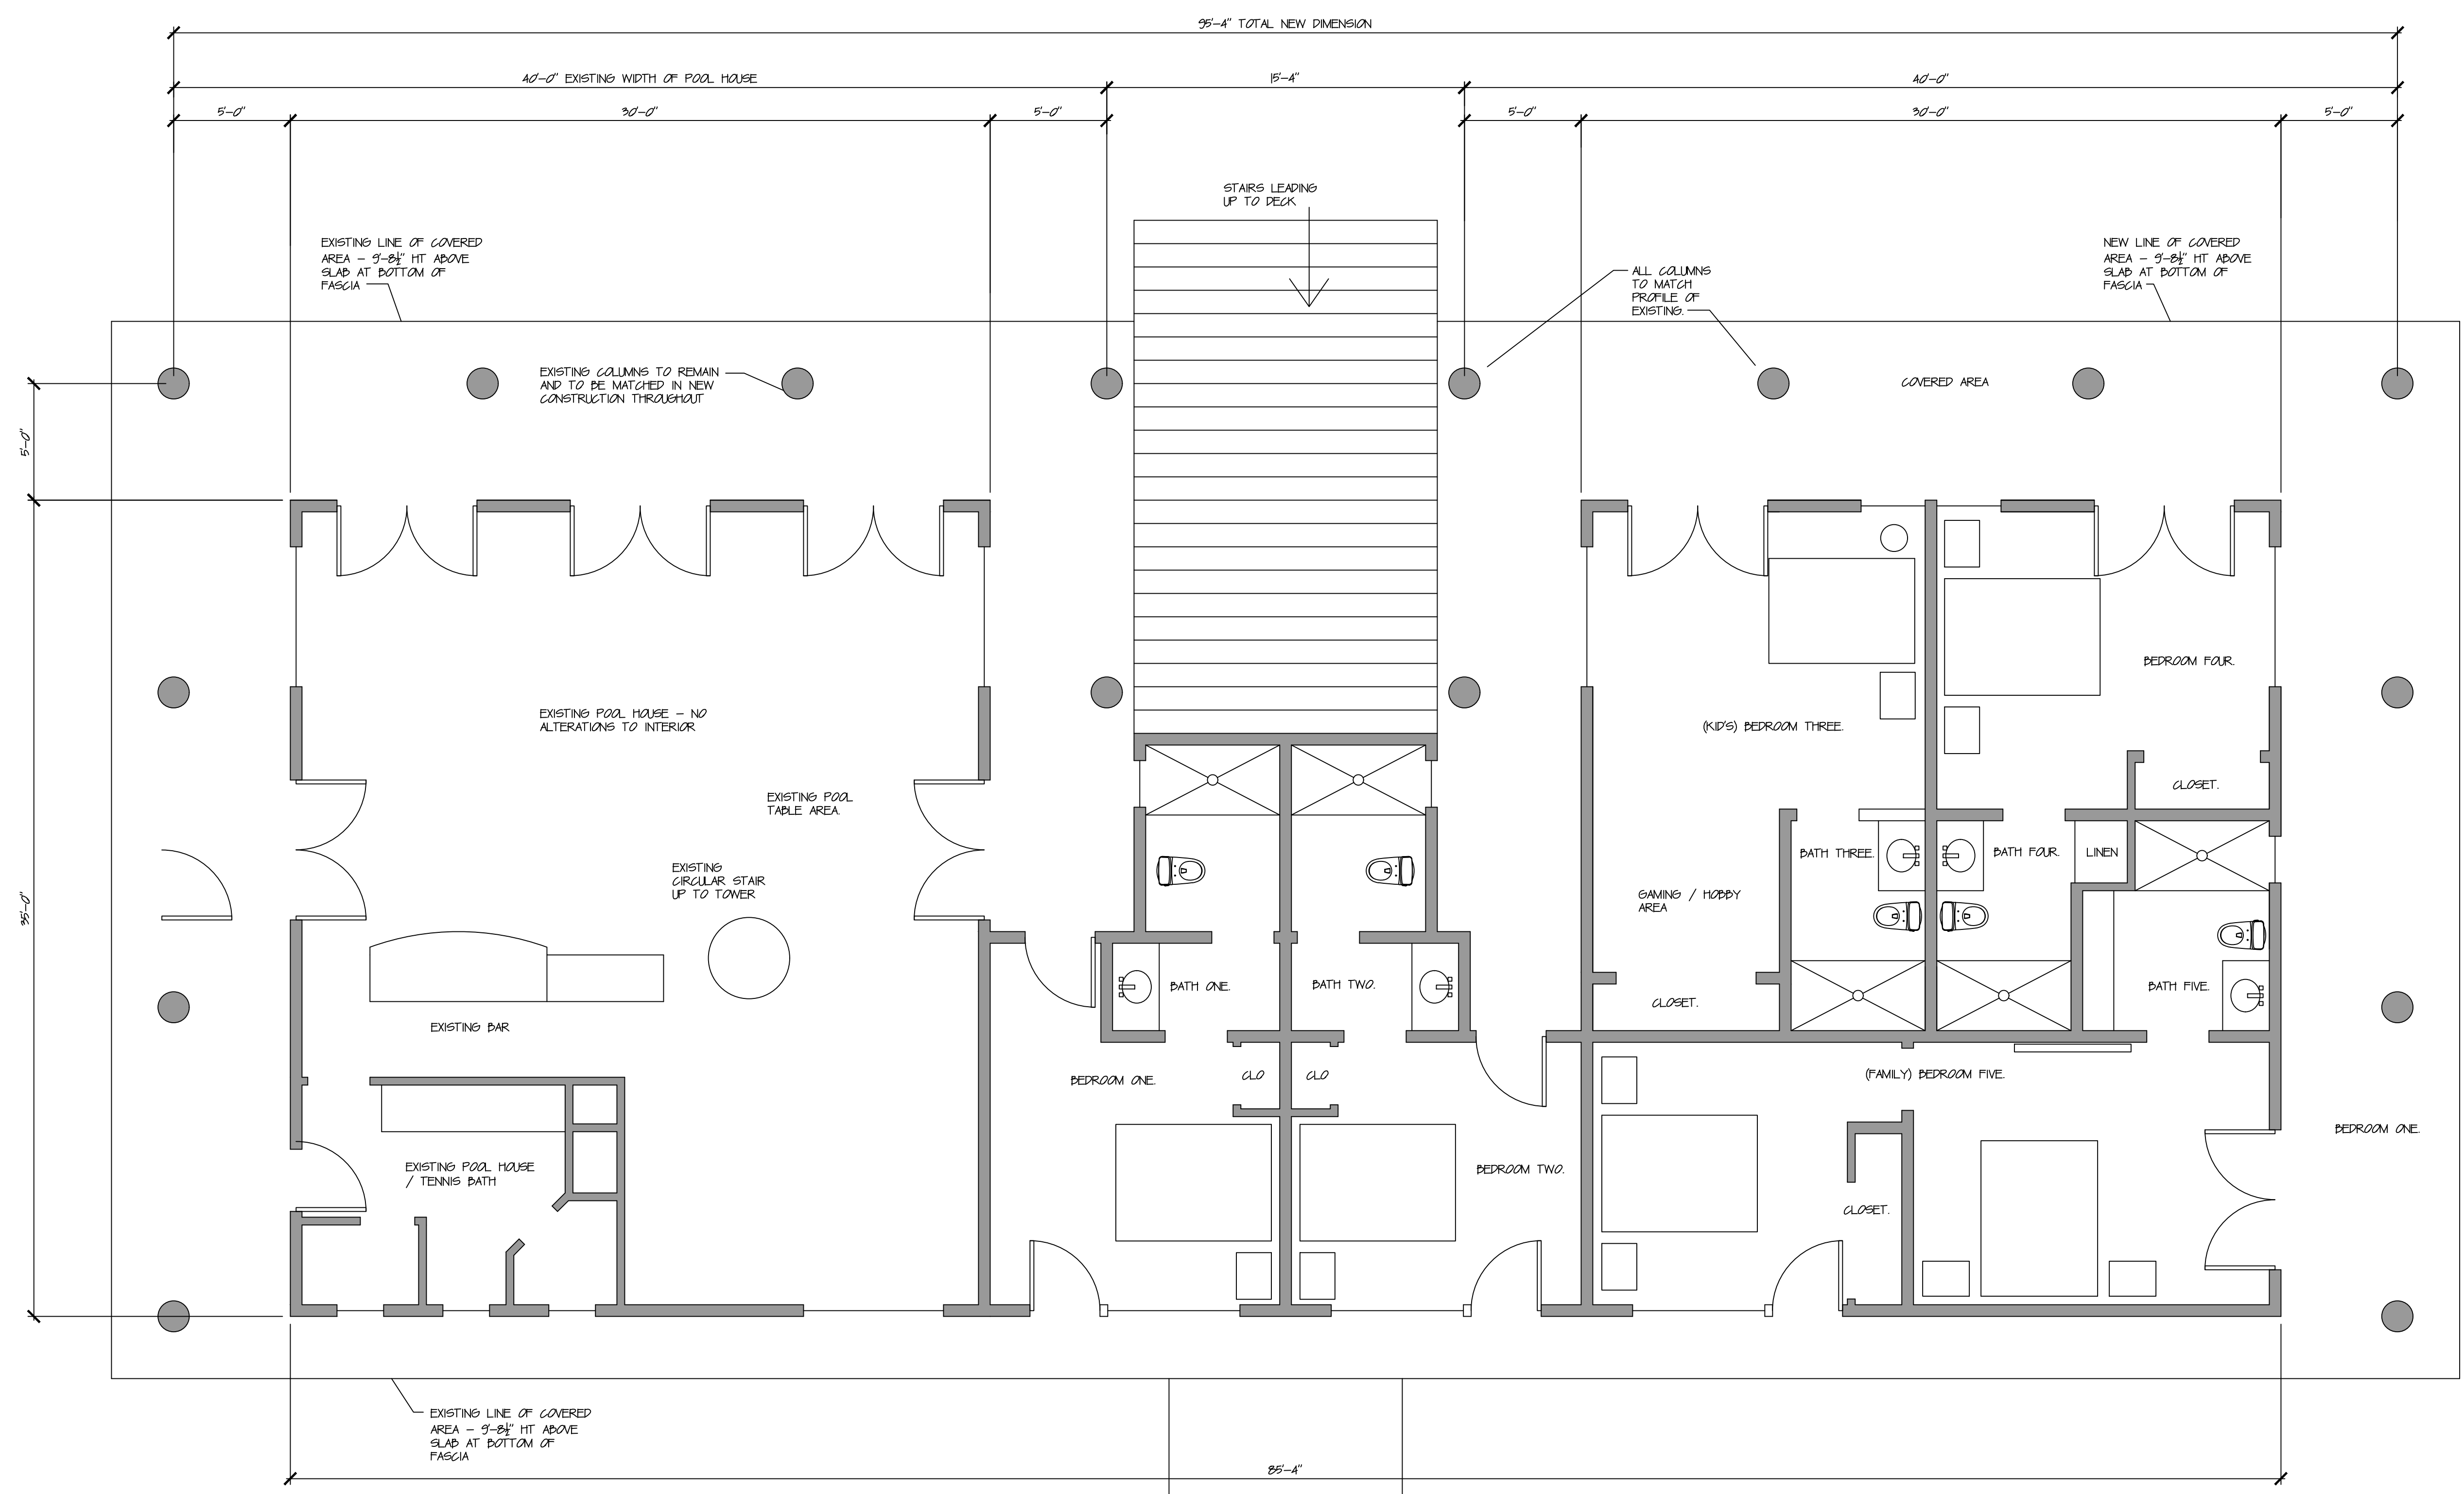 95'-4" TOTAL NEW DIMENSION
40'-0" EXISTING WIDTH OF POOL HOUSE
15'-4"
40'-0"
5'-0"
30'-0"
5'-0"
5'-0"
30'-0"
5'-0"
STAIRS LEADING
UP TO DECK
EXISTING LINE OF COVERED
AREA - 9'-8½" HT ABOVE
SLAB AT BOTTOM OF
FASCIA
ALL COLUMNS
TO MATCH
PROFILE OF
EXISTING.
NEW LINE OF COVERED
AREA - 9'-8½" HT ABOVE
SLAB AT BOTTOM OF
FASCIA
EXISTING COLUMNS TO REMAIN
AND TO BE MATCHED IN NEW
CONSTRUCTION THROUGHOUT
COVERED AREA
5'-0"
35'-0"
EXISTING POOL HOUSE - NO
ALTERATIONS TO INTERIOR
EXISTING POOL
TABLE AREA.
EXISTING
CIRCULAR STAIR
UP TO TOWER
EXISTING BAR
EXISTING POOL HOUSE
/ TENNIS BATH
BATH ONE.
BATH TWO.
BEDROOM ONE.
CLO
CLO
BEDROOM TWO.
(KID'S) BEDROOM THREE.
BEDROOM FOUR.
CLOSET.
BATH THREE.
BATH FOUR.
LINEN
GAMING / HOBBY
AREA
CLOSET.
BATH FIVE.
(FAMILY) BEDROOM FIVE.
CLOSET.
BEDROOM ONE.
EXISTING LINE OF COVERED
AREA - 9'-8½" HT ABOVE
SLAB AT BOTTOM OF
FASCIA
85'-4"